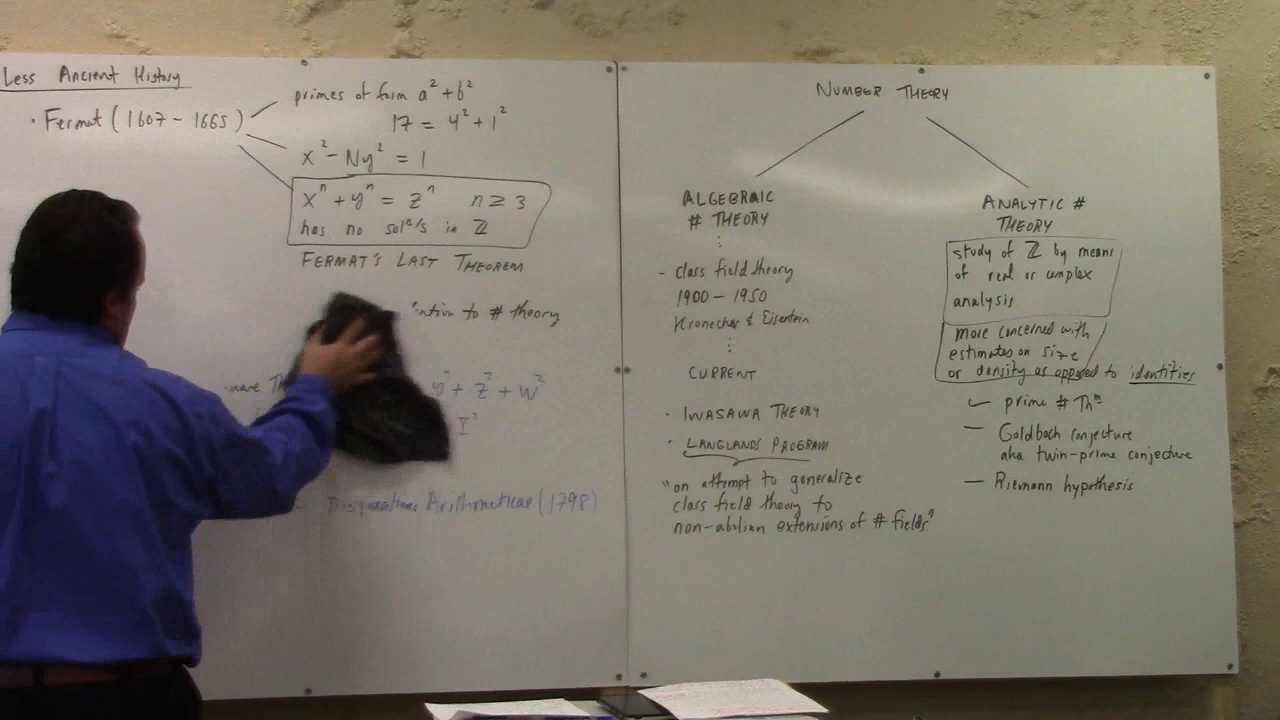 Less Ancient History
· Fermat (1607 - 1665)
primes of form a² + b²
17 = 4² + 1²
x² - Ny² = 1
xⁿ + yⁿ = zⁿ n ≥ 3
has no solⁿ/s in ℤ
FERMAT'S LAST THEOREM
to # theory
y² + z² + w²
Arithmeticae (1798)
NUMBER THEORY
ALGEBRAIC
# THEORY
- class field theory
1900 - 1950
Kronecker & Eisenstein
CURRENT
· IWASAWA THEORY
· LANGLANDS PROGRAM
"an attempt to generalize
class field theory to
non-abelian extensions of # fields"
ANALYTIC #
THEORY
study of ℤ by means
of real or complex
analysis
more concerned with
estimates on size
or density as opposed to identities
- prime # Thᵐ
- Goldbach conjecture
aka twin-prime conjecture
- Riemann hypothesis